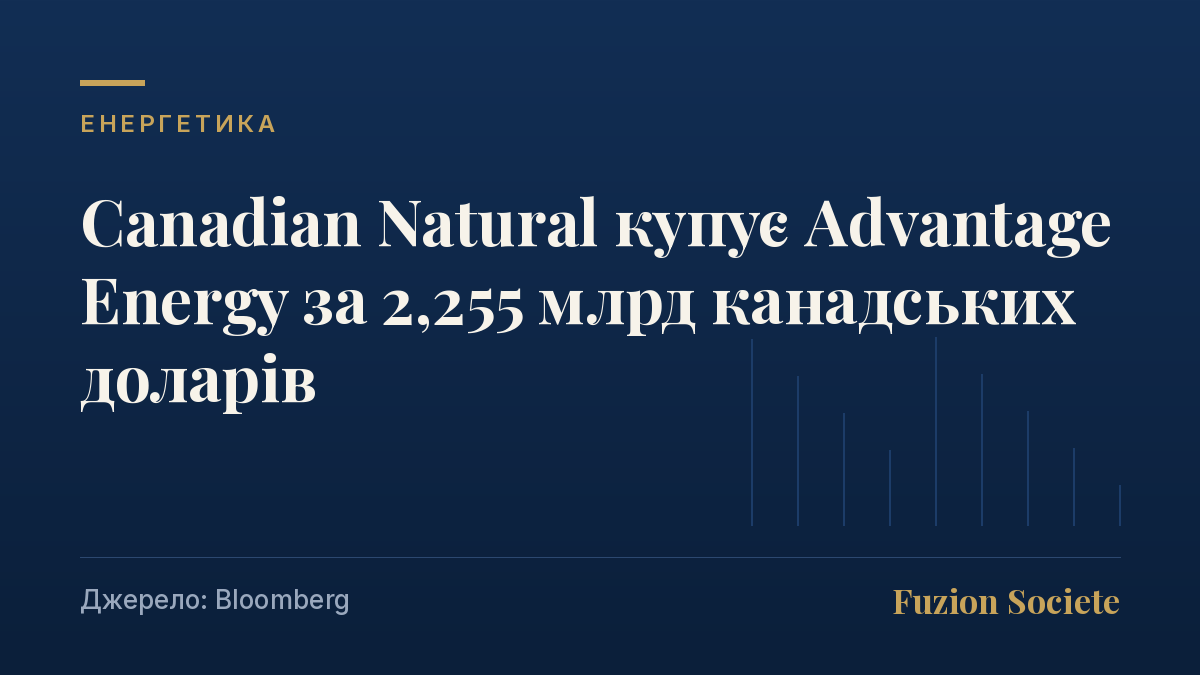 ЕНЕРГЕТИКА
Canadian Natural купує Advantage
Energy за 2,255 млрд канадських
доларів
Джерело: Bloomberg
Fuzion Societe